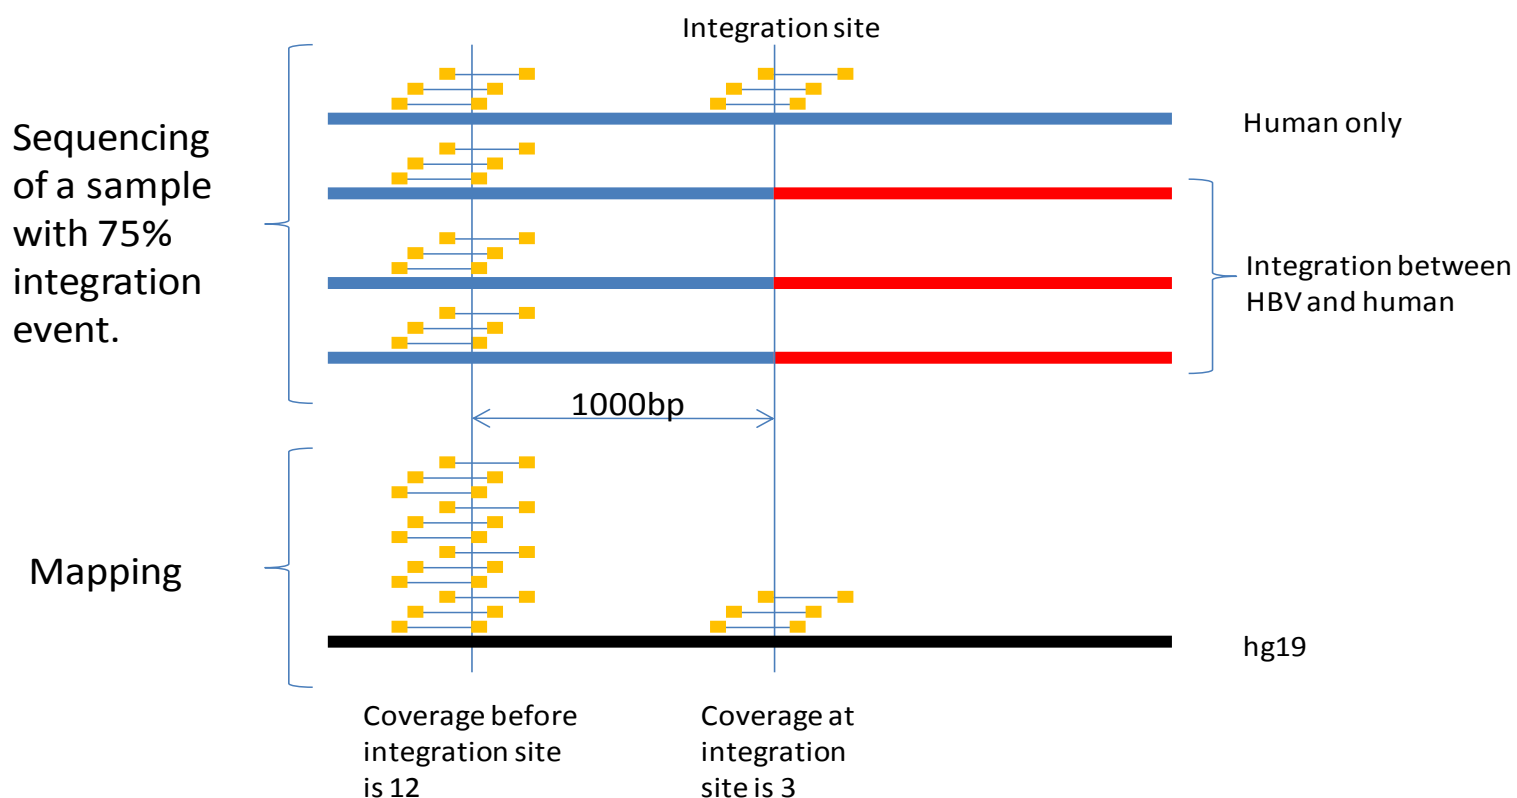 Integration site
Sequencing
of a sample
with 75%
integration
event.
Human only
Integration between
HBV and human
1000bp
Mapping
hg19
Coverage before
integration site
is 12
Coverage at
integration
site is 3